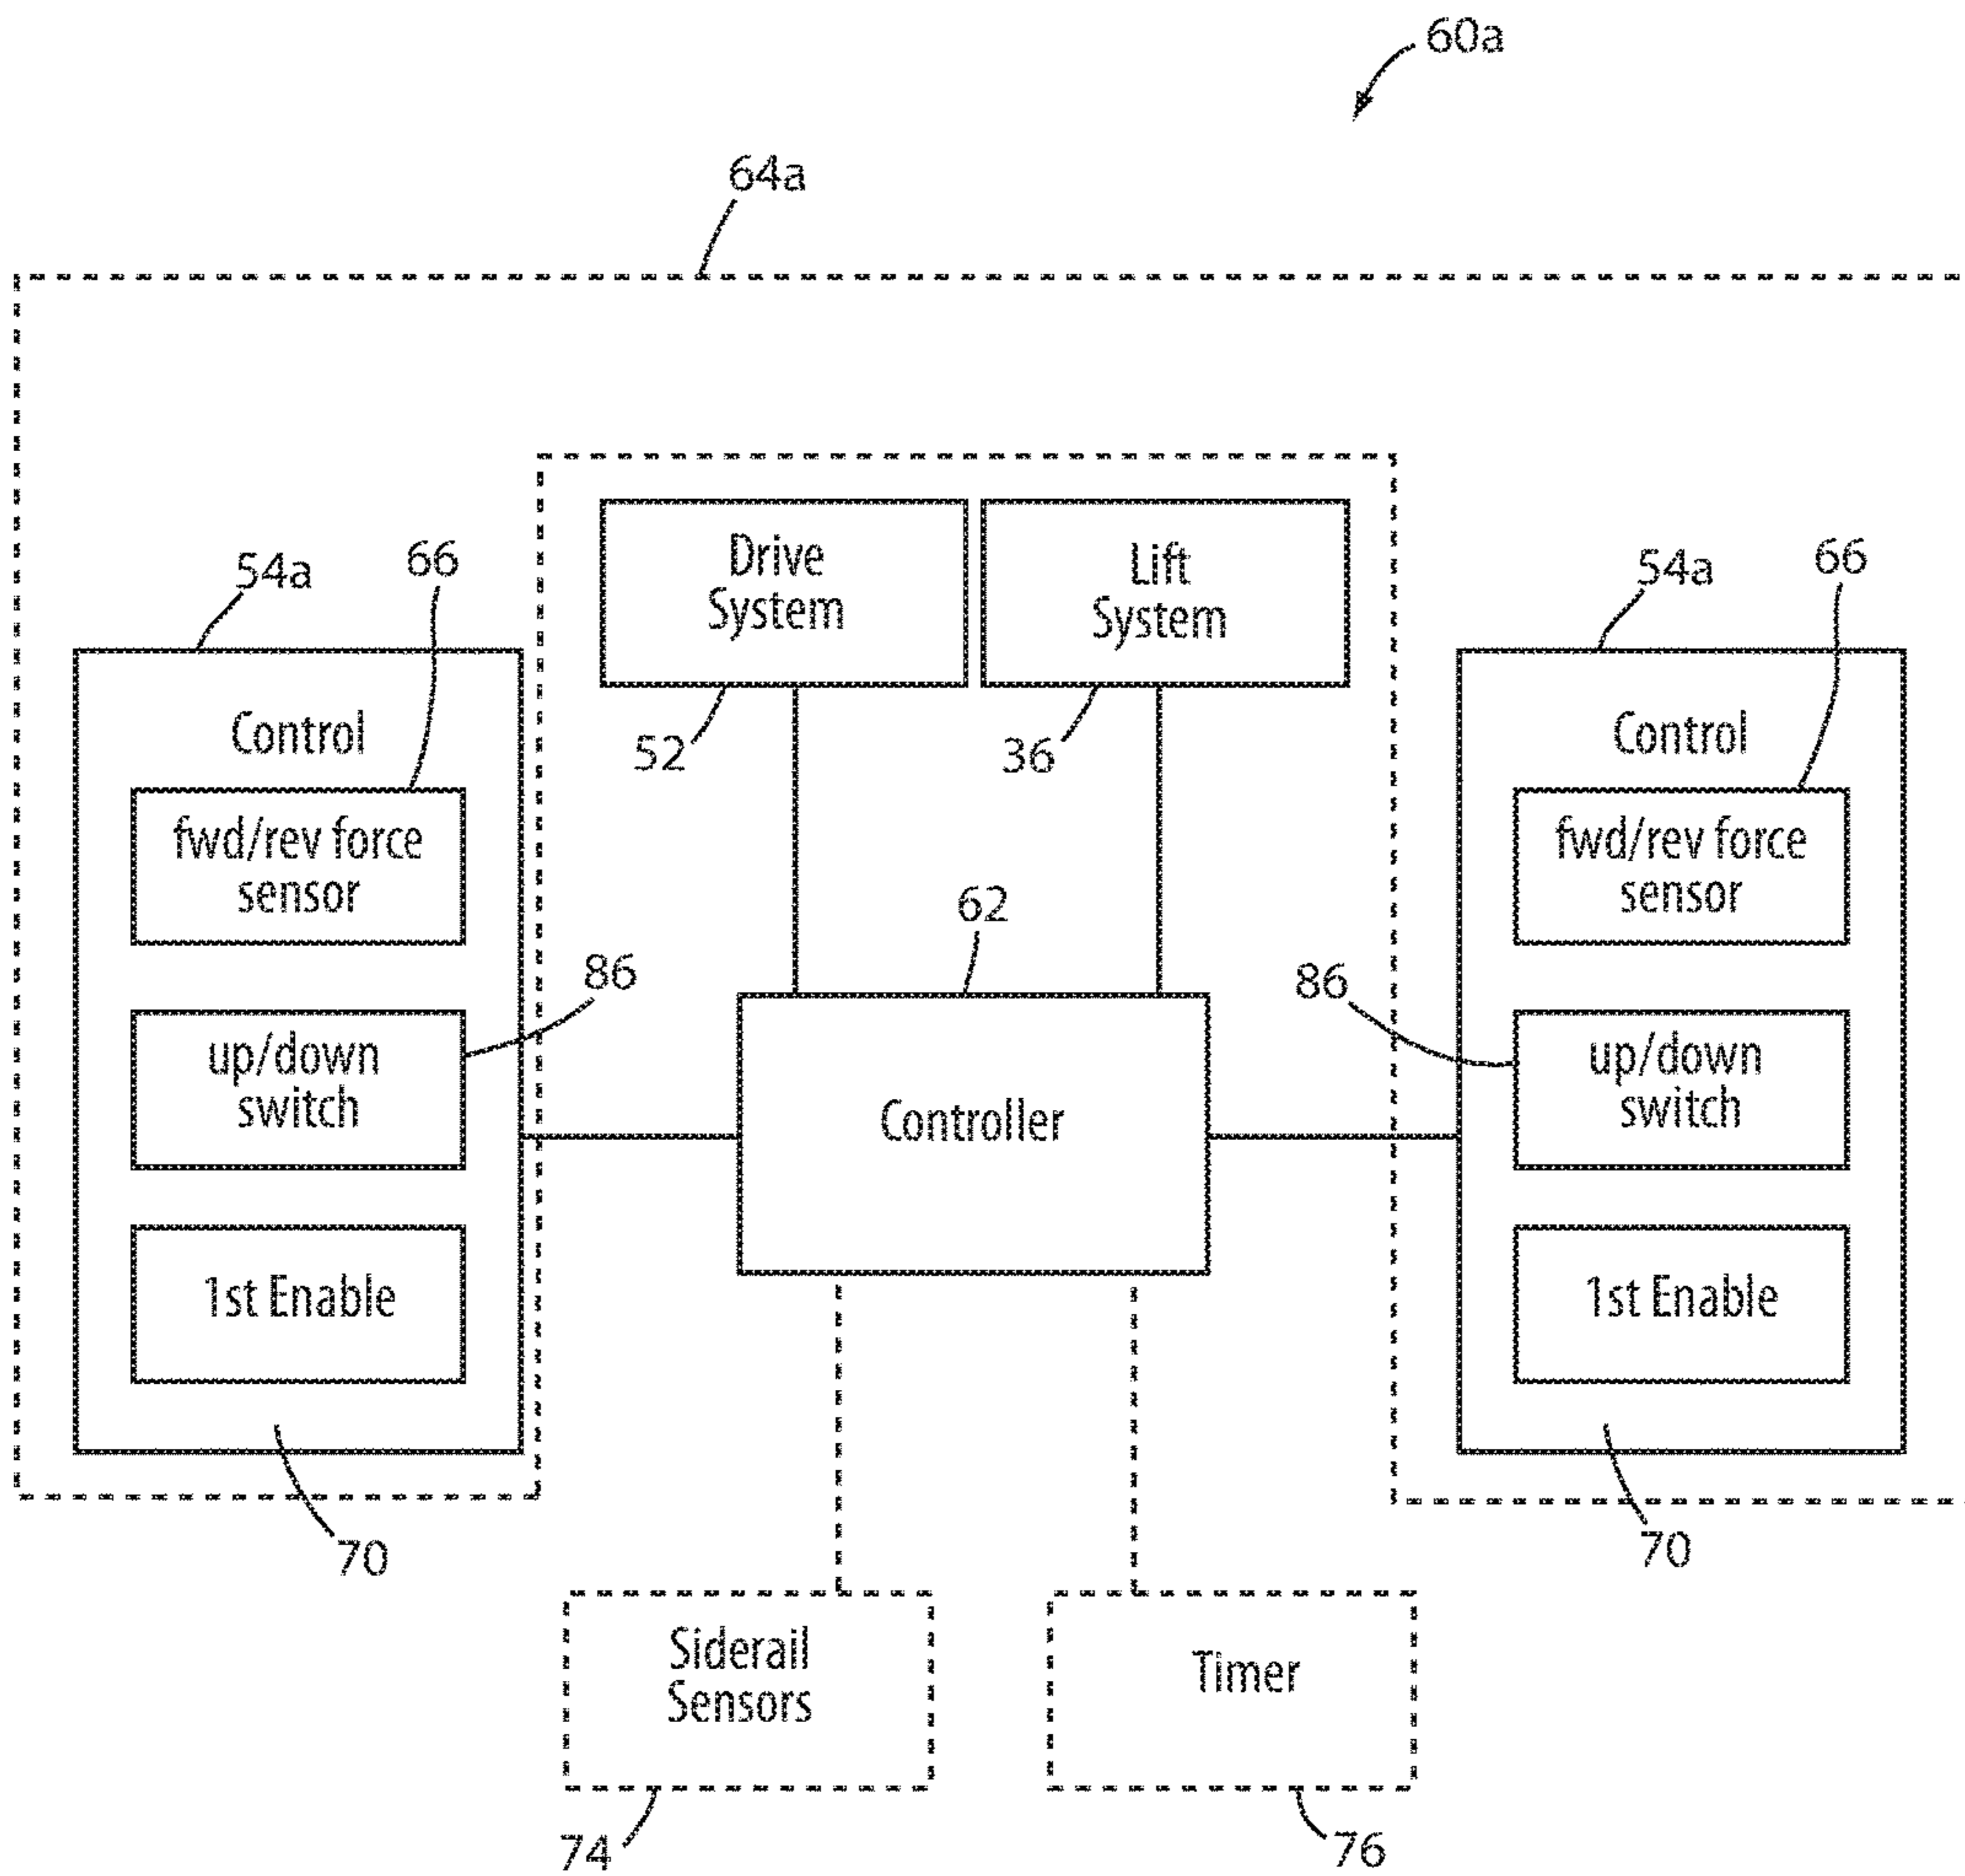 60a
64a
54a
66
Drive
System
Lift
System
54a
66
52
36
Control
fwd/rev force
sensor
Control
fwd/rev force
sensor
62
86
86
up/down
switch
Controller
up/down
switch
1st Enable
1st Enable
70
70
Siderail
Sensors
Timer
74
76